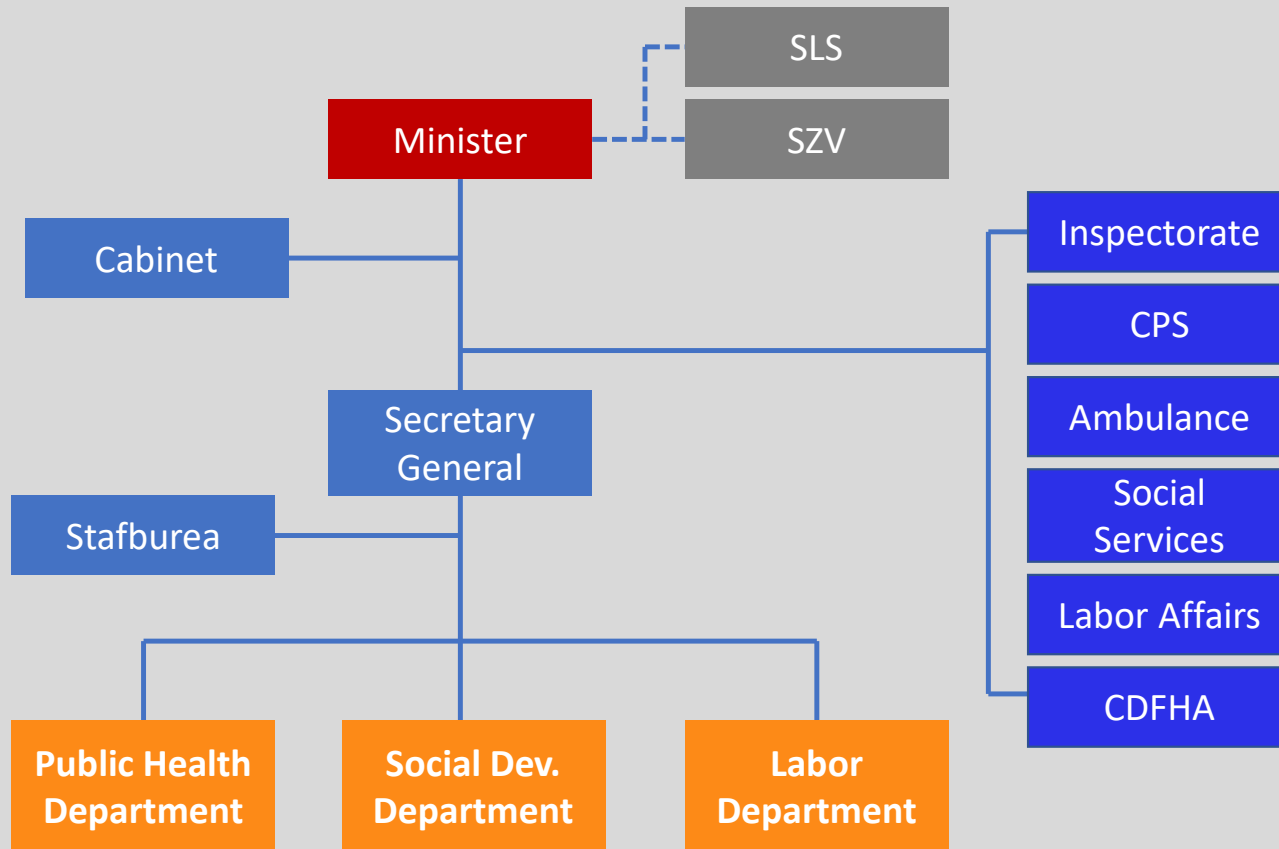 SLS
Minister
SZV
Cabinet
Inspectorate
CPS
Ambulance
Secretary
General
Social
Services
Stafburea
Labor Affairs
CDFHA
Public Health
Department
Social Dev.
Department
Labor
Department